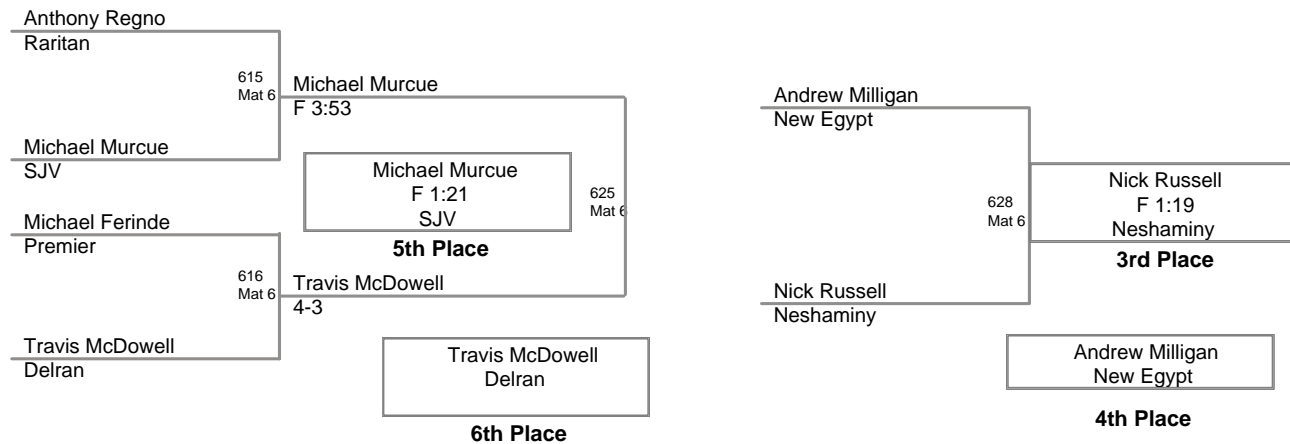 Anthony Regno
Raritan
615
Mat 6
Michael Murcue
F 3:53
Michael Murcue
SJV
Michael Murcue
F 1:21
SJV
5th Place
625
Mat 6
Michael Ferinde
Premier
616
Mat 6
Travis McDowell
4-3
Travis McDowell
Delran
Travis McDowell
Delran
6th Place
Andrew Milligan
New Egypt
628
Mat 6
Nick Russell
F 1:19
Neshaminy
3rd Place
Nick Russell
Neshaminy
Andrew Milligan
New Egypt
4th Place